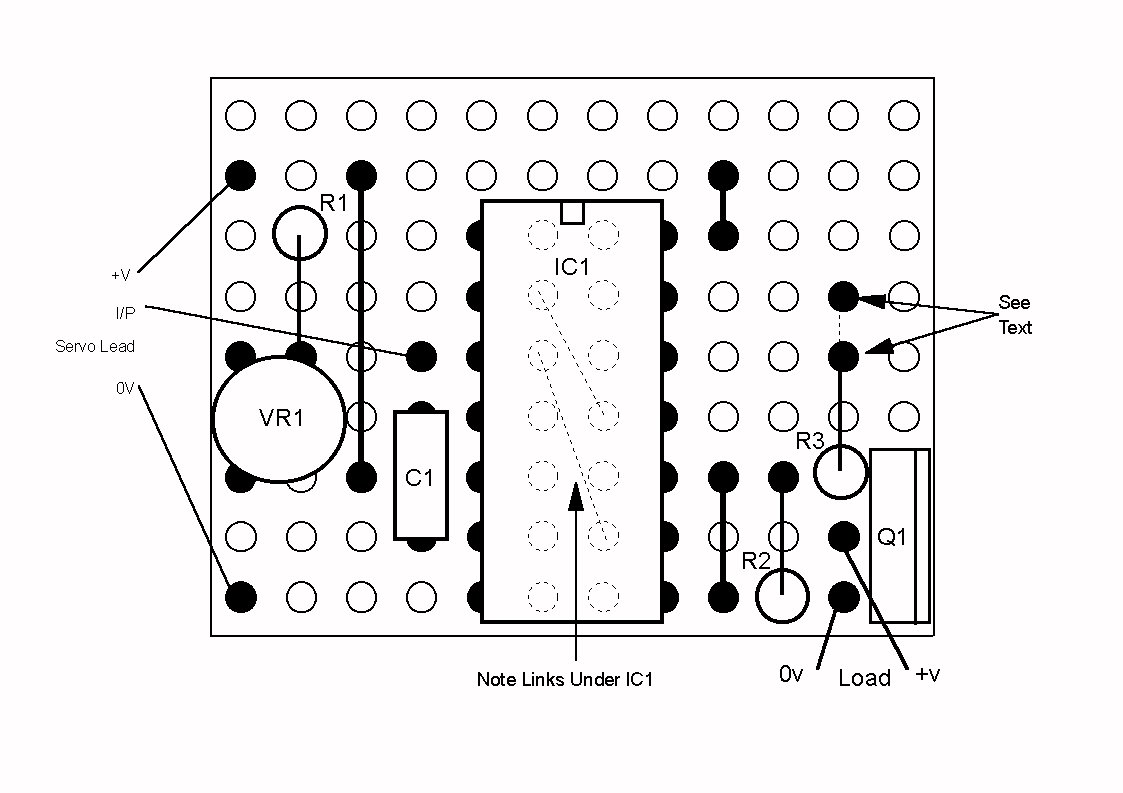 R1
+V
IC1
I/P
See
Text
Servo Lead
0V
VR1
R3
C1
Q1
R2
Note Links Under IC1
0v
Load
+v